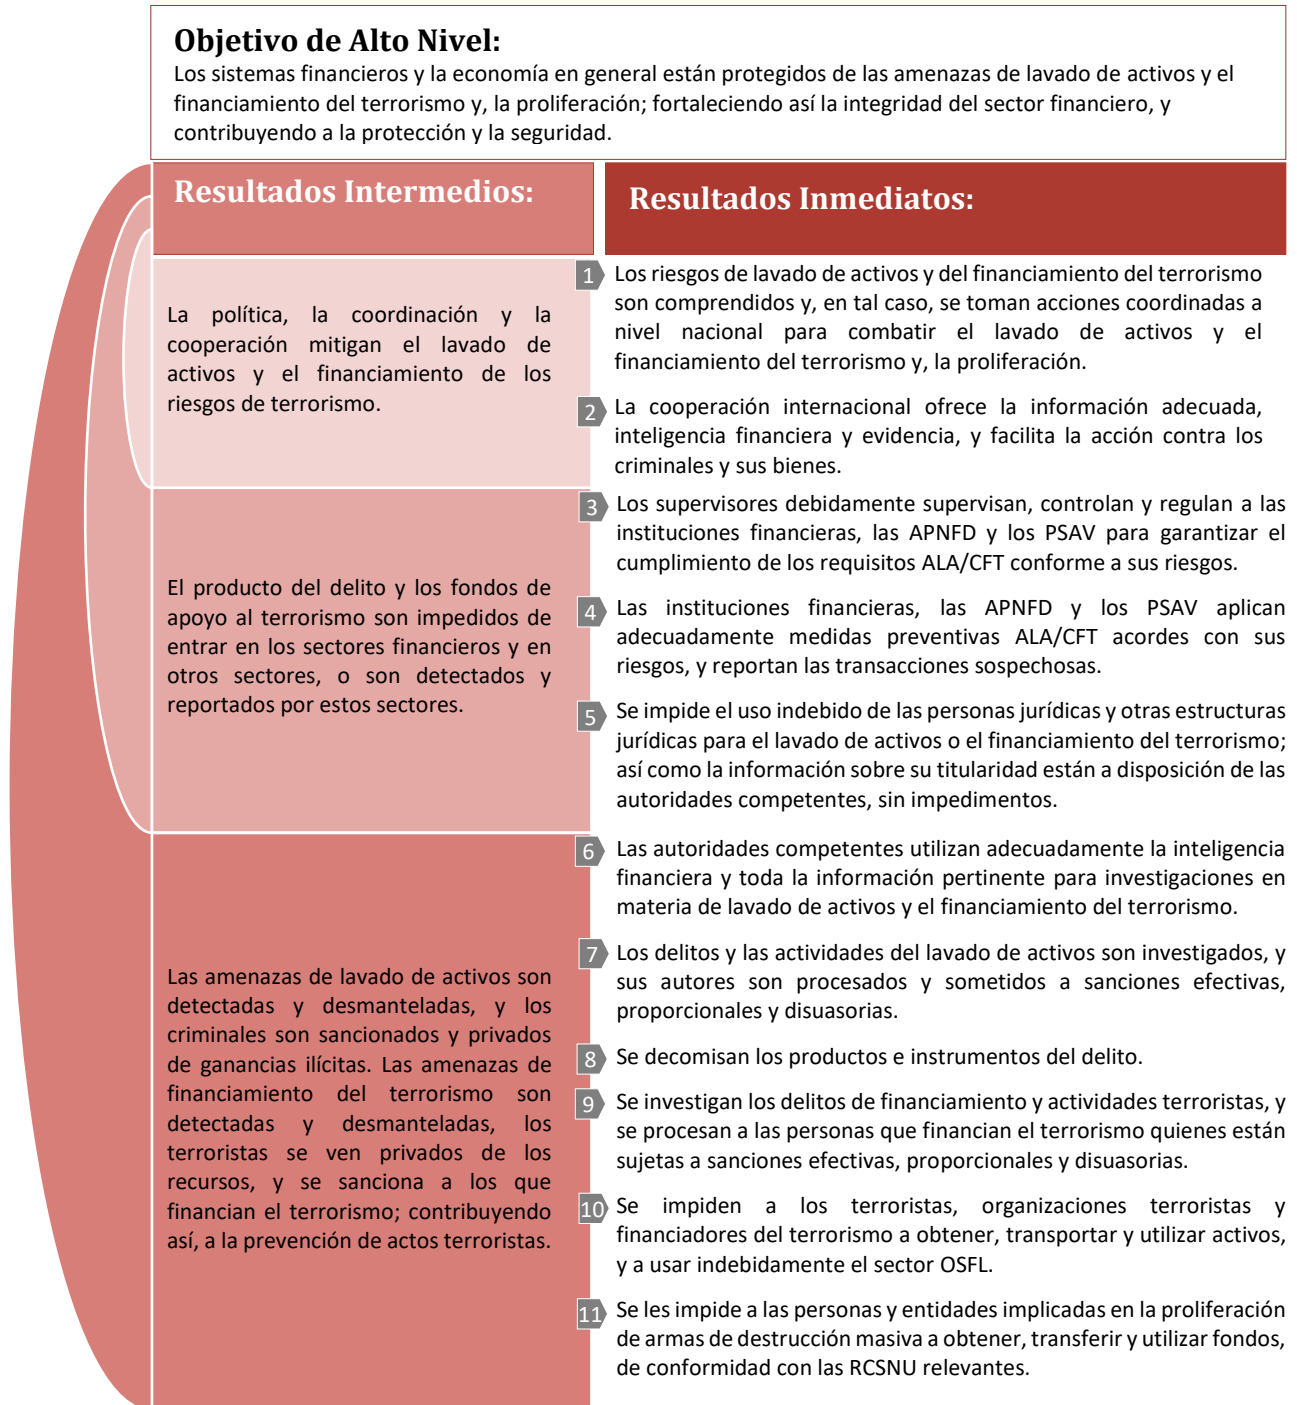 Objetivo de Alto Nivel:
Los sistemas financieros y la economía en general están protegidos de las amenazas de lavado de activos y el
financiamiento del terrorismo y, la proliferación; fortaleciendo así la integridad del sector financiero, y
contribuyendo a la protección y la seguridad.
Resultados Intermedios:
Resultados Inmediatos:
La política, la coordinación y la
cooperación mitigan el lavado de
activos y el financiamiento de los
riesgos de terrorismo.
1 Los riesgos de lavado de activos y del financiamiento del terrorismo
son comprendidos y, en tal caso, se toman acciones coordinadas a
nivel nacional para combatir el lavado de activos y el
financiamiento del terrorismo y, la proliferación.
2 La cooperación internacional ofrece la información adecuada,
inteligencia financiera y evidencia, y facilita la acción contra los
criminales y sus bienes.
El producto del delito y los fondos de
apoyo al terrorismo son impedidos de
entrar en los sectores financieros y en
otros sectores, o son detectados y
reportados por estos sectores.
3 Los supervisores debidamente supervisan, controlan y regulan a las
instituciones financieras, las APNFD y los PSAV para garantizar el
cumplimiento de los requisitos ALA/CFT conforme a sus riesgos.
4 Las instituciones financieras, las APNFD y los PSAV aplican
adecuadamente medidas preventivas ALA/CFT acordes con sus
riesgos, y reportan las transacciones sospechosas.
5 Se impide el uso indebido de las personas jurídicas y otras estructuras
jurídicas para el lavado de activos o el financiamiento del terrorismo;
así como la información sobre su titularidad están a disposición de las
autoridades competentes, sin impedimentos.
Las amenazas de lavado de activos son
detectadas y desmanteladas, y los
criminales son sancionados y privados
de ganancias ilícitas. Las amenazas de
financiamiento del terrorismo son
detectadas y desmanteladas, los
terroristas se ven privados de los
recursos, y se sanciona a los que
financian el terrorismo; contribuyendo
así, a la prevención de actos terroristas.
6 Las autoridades competentes utilizan adecuadamente la inteligencia
financiera y toda la información pertinente para investigaciones en
materia de lavado de activos y el financiamiento del terrorismo.
7 Los delitos y las actividades del lavado de activos son investigados, y
sus autores son procesados y sometidos a sanciones efectivas,
proporcionales y disuasorias.
8 Se decomisan los productos e instrumentos del delito.
9 Se investigan los delitos de financiamiento y actividades terroristas, y
se procesan a las personas que financian el terrorismo quienes están
sujetas a sanciones efectivas, proporcionales y disuasorias.
10 Se impiden a los terroristas, organizaciones terroristas y
financiadores del terrorismo a obtener, transportar y utilizar activos,
y a usar indebidamente el sector OSFL.
11 Se les impide a las personas y entidades implicadas en la proliferación
de armas de destrucción masiva a obtener, transferir y utilizar fondos,
de conformidad con las RCSNU relevantes.